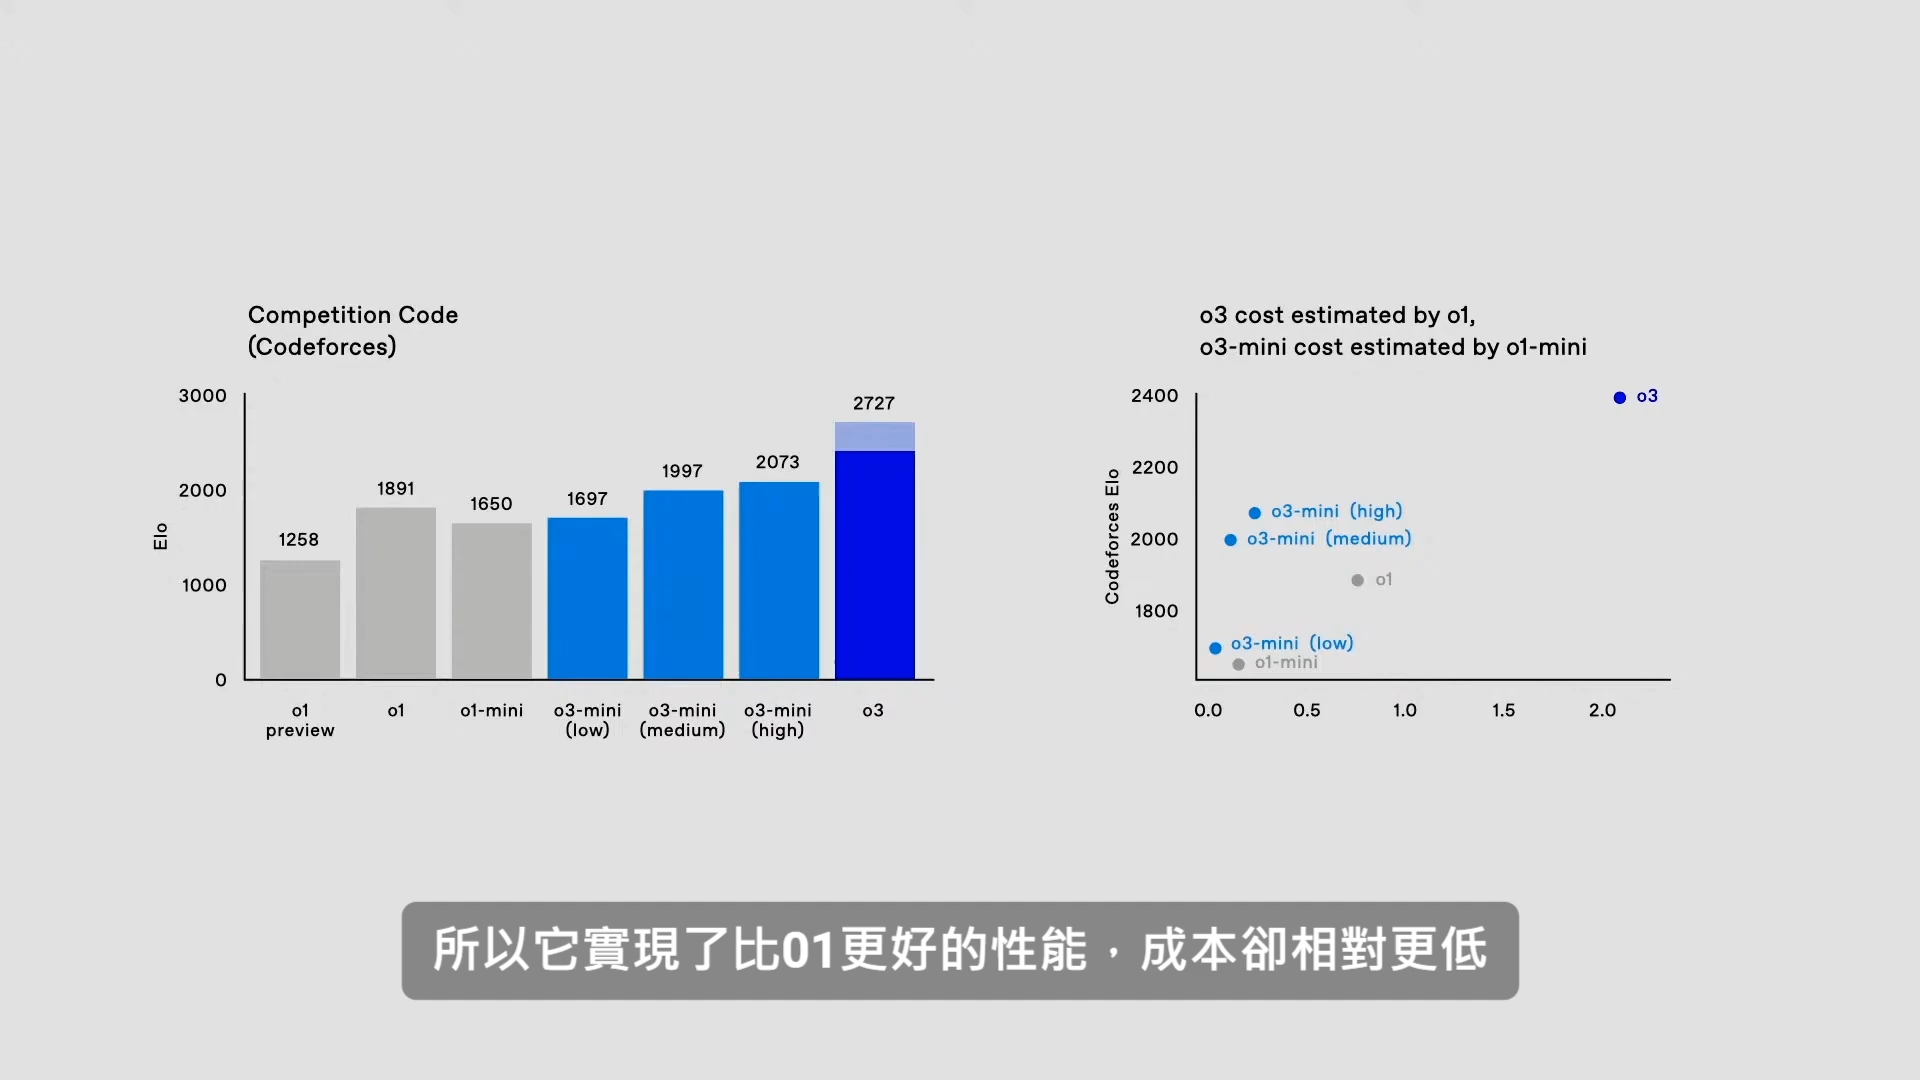 Competition Code
(Codeforces)
3000
2000
1000
0
Elo
1258
1891
1650
1697
1997
2073
2727
o1
preview
o1
o1-mini
o3-mini
(low)
o3-mini
(medium)
o3-mini
(high)
o3
o3 cost estimated by o1,
o3-mini cost estimated by o1-mini
2400
2200
2000
1800
Codeforces Elo
o3
o3-mini (high)
o3-mini (medium)
o1
o3-mini (low)
o1-mini
0.0
0.5
1.0
1.5
2.0
所以它實現了比01更好的性能，成本卻相對更低